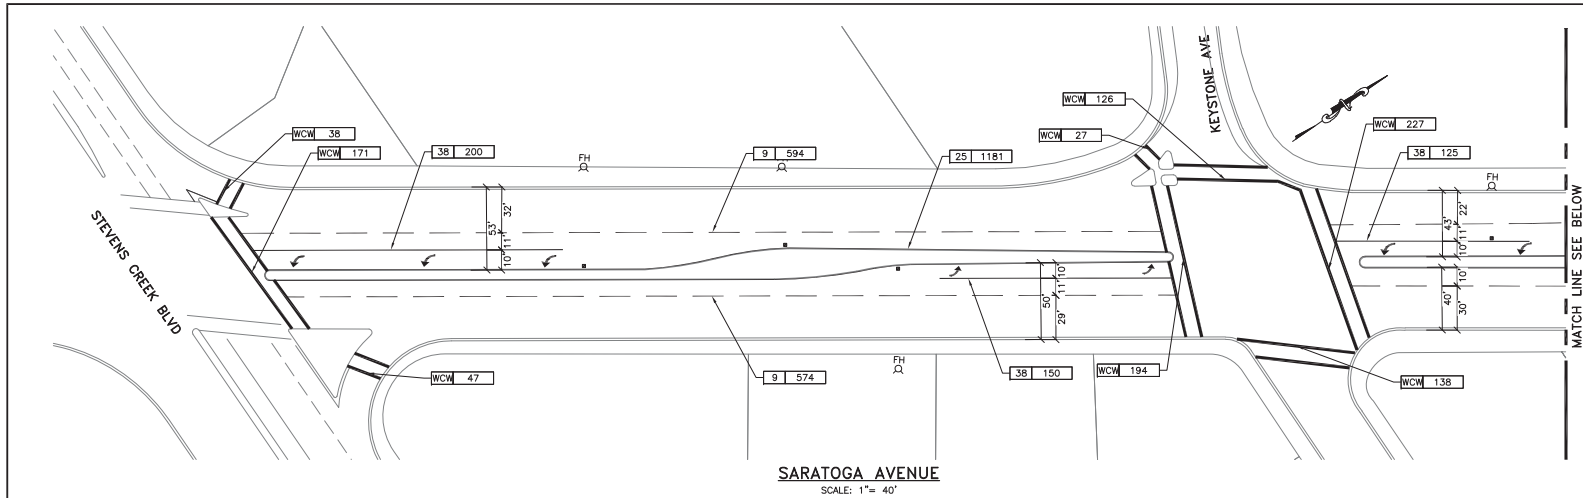 WCW 38
WCW 171
38 200
FH
9 594
25 1181
WCW 126
WCW 27
KEYSTONE AVE
WCW 227
38 125
FH
STEVENS CREEK BLVD
53'
32'
11'
10'
50'
10'
11'
29'
43'
22'
11'
10'
40'
10'
30'
MATCH LINE SEE BELOW
WCW 47
9 574
FH
38 150
WCW 194
WCW 138
SARATOGA AVENUE
SCALE: 1"= 40'